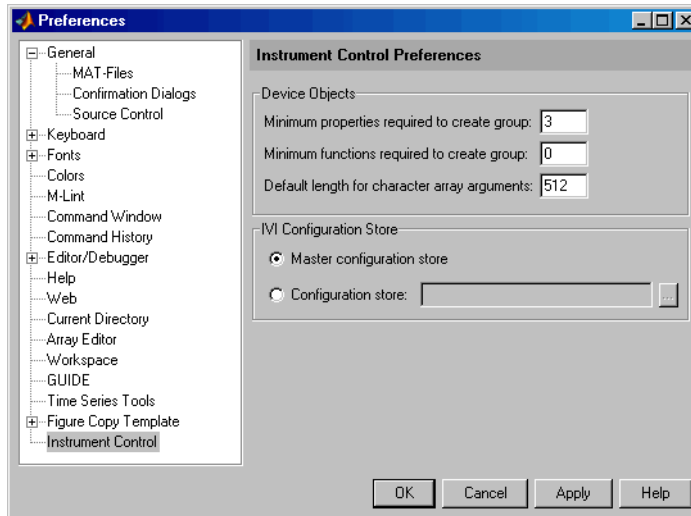 Preferences
General
MAT-Files
Confirmation Dialogs
Source Control
Keyboard
Fonts
Colors
M-Lint
Command Window
Command History
Editor/Debugger
Help
Web
Current Directory
Array Editor
Workspace
GUIDE
Time Series Tools
Figure Copy Template
Instrument Control
Instrument Control Preferences
Device Objects
Minimum properties required to create group: 3
Minimum functions required to create group: 0
Default length for character array arguments: 512
IVI Configuration Store
Master configuration store
Configuration store: ...
OK Cancel Apply Help